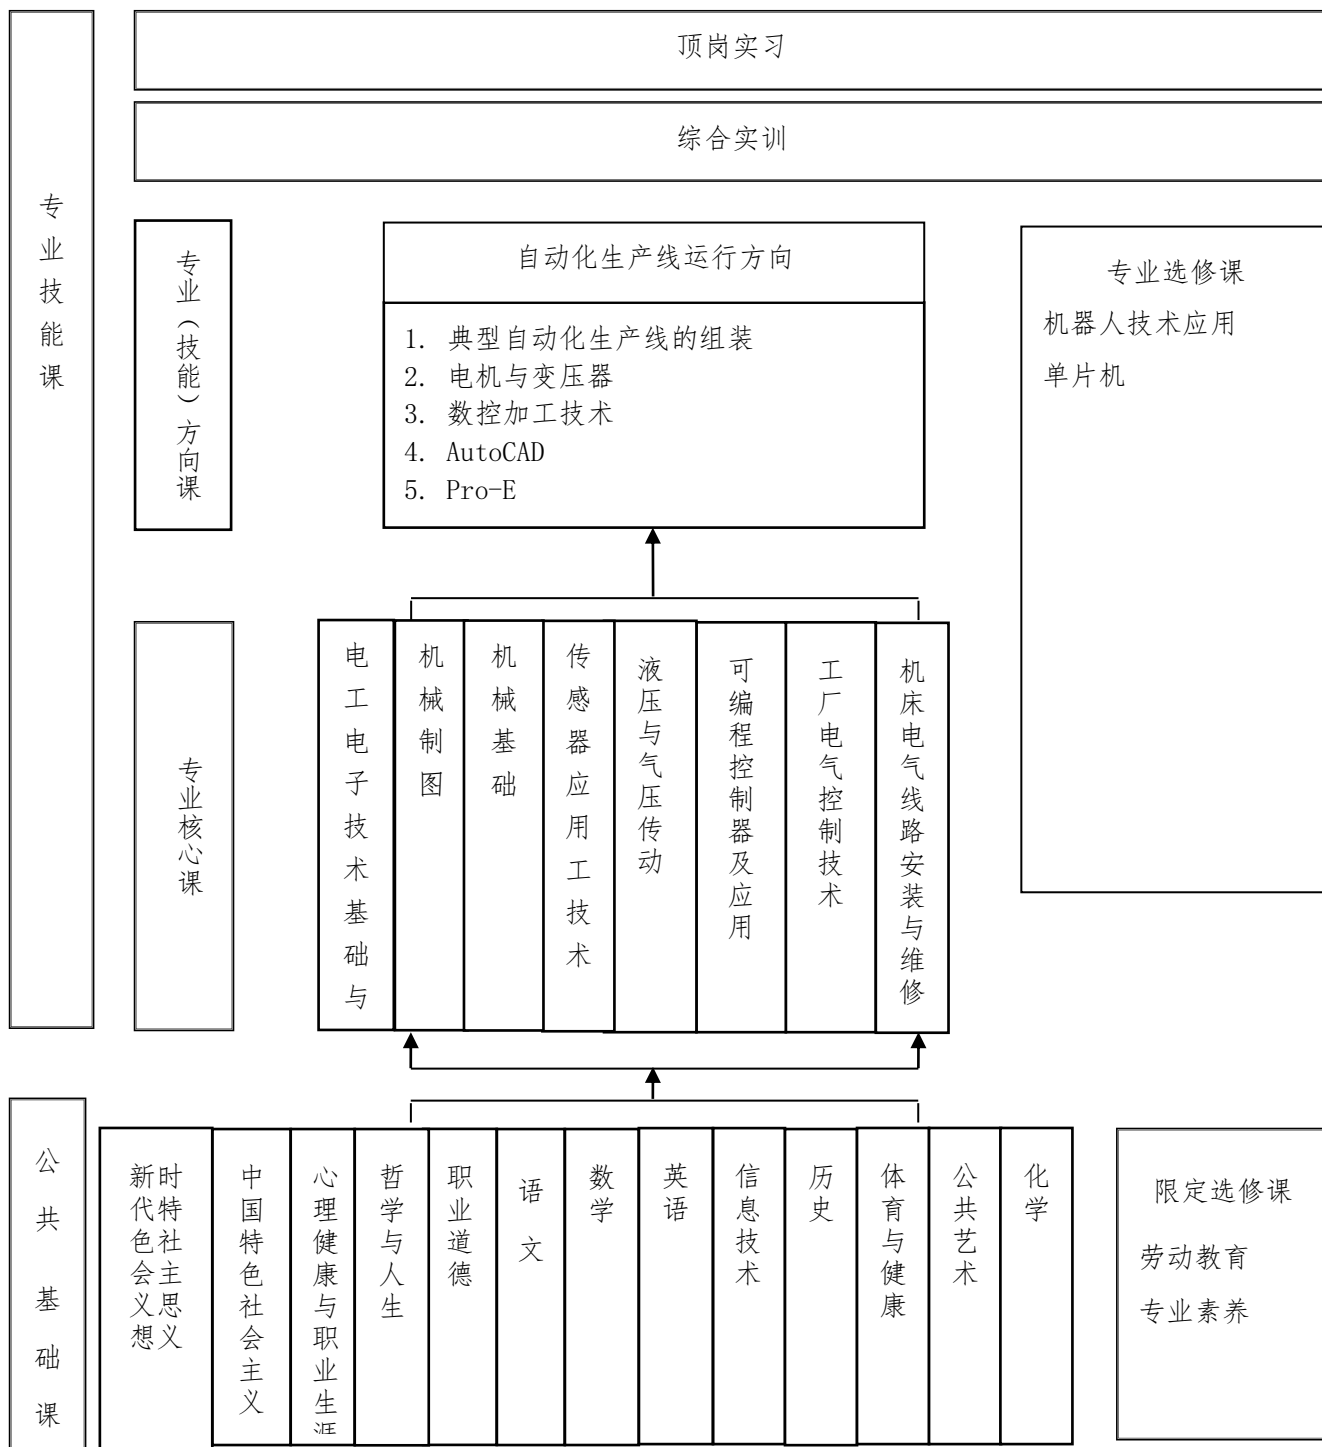 顶岗实习
综合实训
专业技能课
专业（技能）方向课
自动化生产线运行方向
1. 典型自动化生产线的组装
2. 电机与变压器
3. 数控加工技术
4. AutoCAD
5. Pro-E
专业选修课
机器人技术应用
单片机
专业核心课
电工电子技术基础与
机械制图
机械基础
传感器应用工技术
液压与气压传动
可编程控制器及应用
工厂电气控制技术
机床电气线路安装与维修
公共基础课
新时
代特
色社
会主
义思
想义
中国特色社会主义
心理健康与职业生涯
哲学与人生
职业道德
语文
数学
英语
信息技术
历史
体育与健康
公共艺术
化学
限定选修课
劳动教育
专业素养